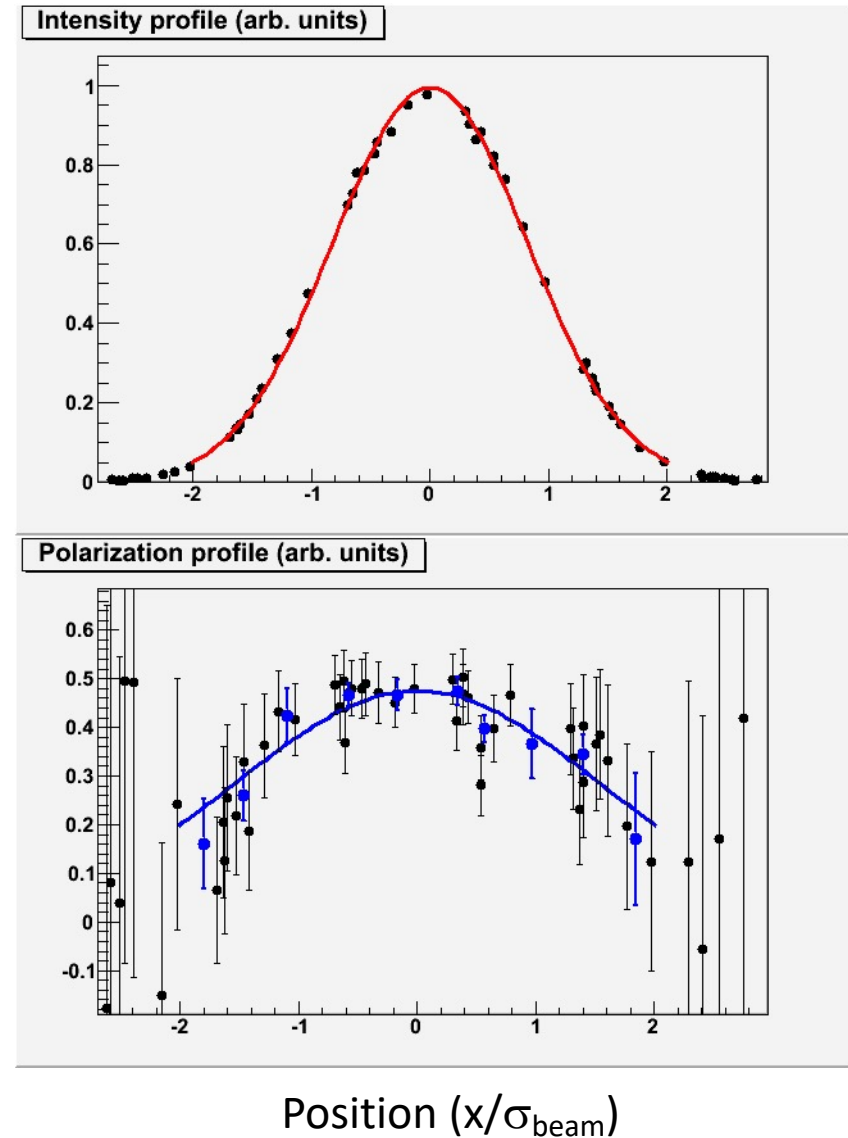 Intensity profile (arb. units)
1
0.8
0.6
0.4
0.2
0
-2 -1 0 1 2
Polarization profile (arb. units)
0.6
0.5
0.4
0.3
0.2
0.1
0
-0.1
-2 -1 0 1 2
Position (x/σbeam)